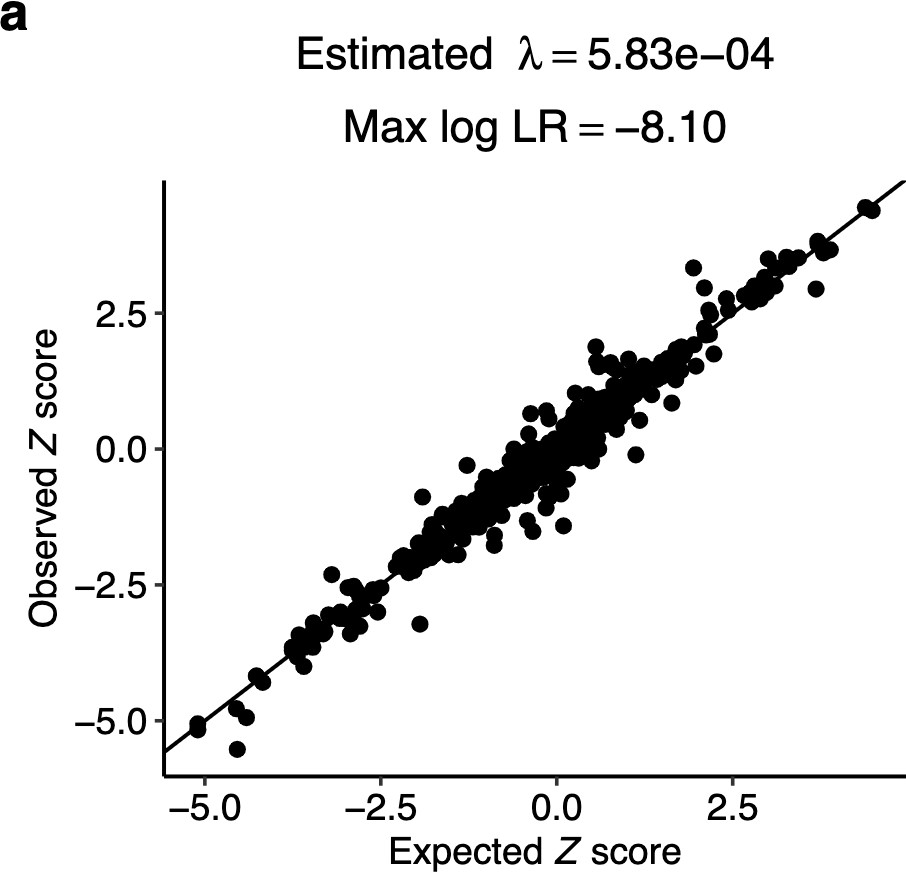 a
Estimated λ = 5.83e−04
Max log LR = −8.10
Observed Z score
2.5
0.0
−2.5
−5.0
−5.0 −2.5 0.0 2.5
Expected Z score